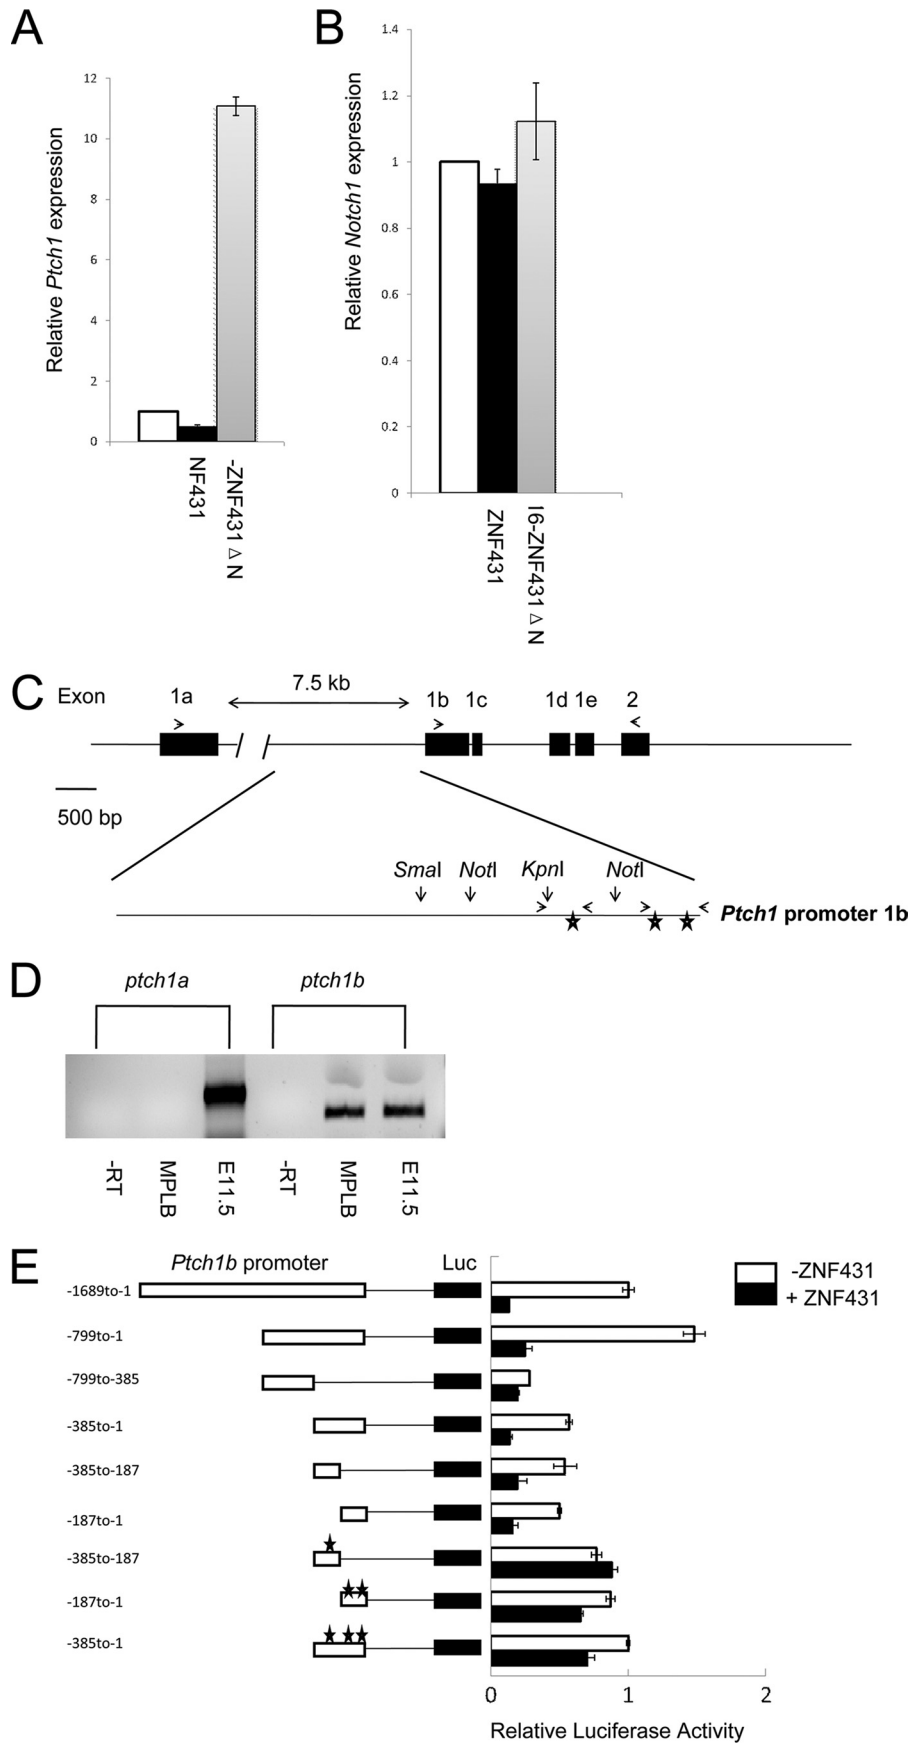 A
Relative Ptch1 expression
12
10
8
6
4
2
0
NF431
-ZNF431 Δ N
B
Relative Notch1 expression
1.4
1.2
1
0.8
0.6
0.4
0.2
0
ZNF431
I6-ZNF431 Δ N
C
Exon 1a 7.5 kb 1b 1c 1d 1e 2
500 bp
SmaI NotI KpnI NotI
Ptch1 promoter 1b
D
ptch1a ptch1b
-RT MPLB E11.5 -RT MPLB E11.5
E
Ptch1b promoter Luc
-ZNF431
+ ZNF431
-1689to-1
-799to-1
-799to-385
-385to-1
-385to-187
-187to-1
-385to-187
-187to-1
-385to-1
0 1 2
Relative Luciferase Activity